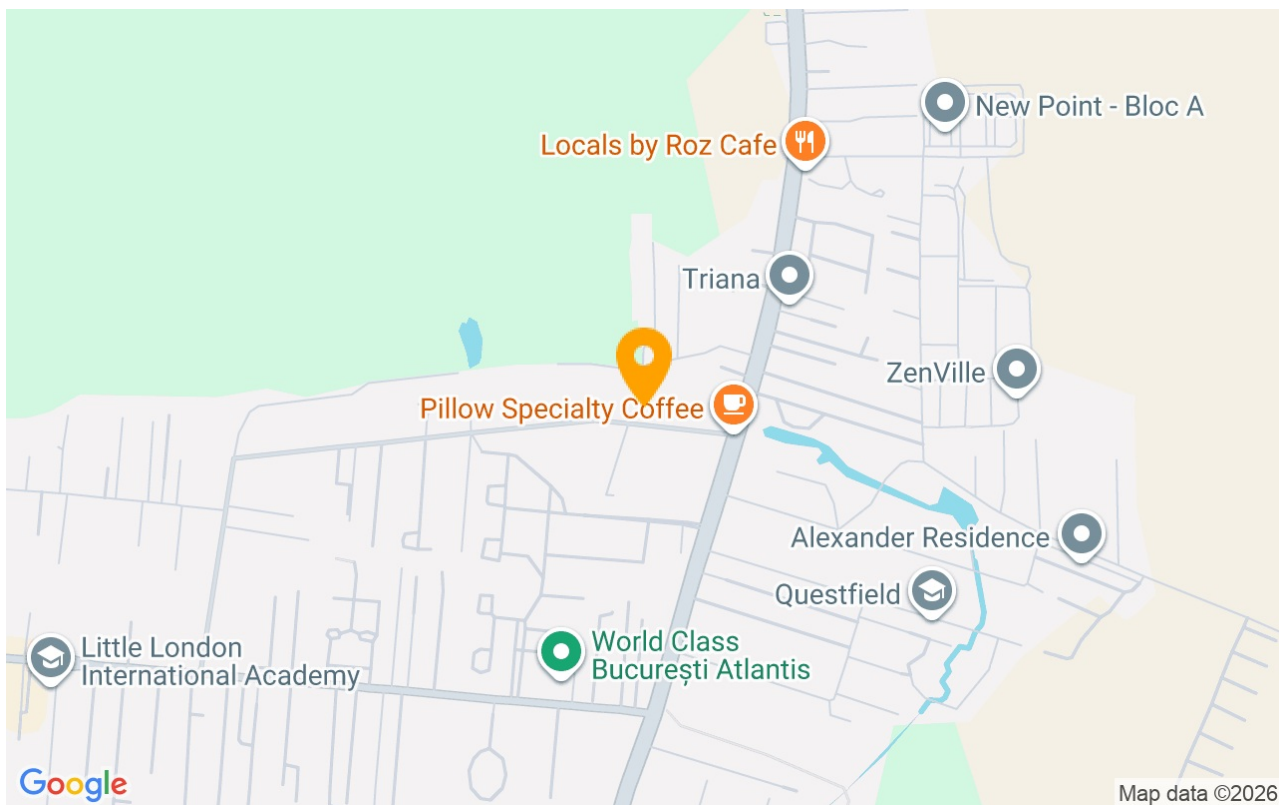 New Point - Bloc A
Locals by Roz Cafe
Triana
ZenVille
Pillow Specialty Coffee
Alexander Residence
Questfield
World Class
București Atlantis
Little London
International Academy
Google
Map data ©2026